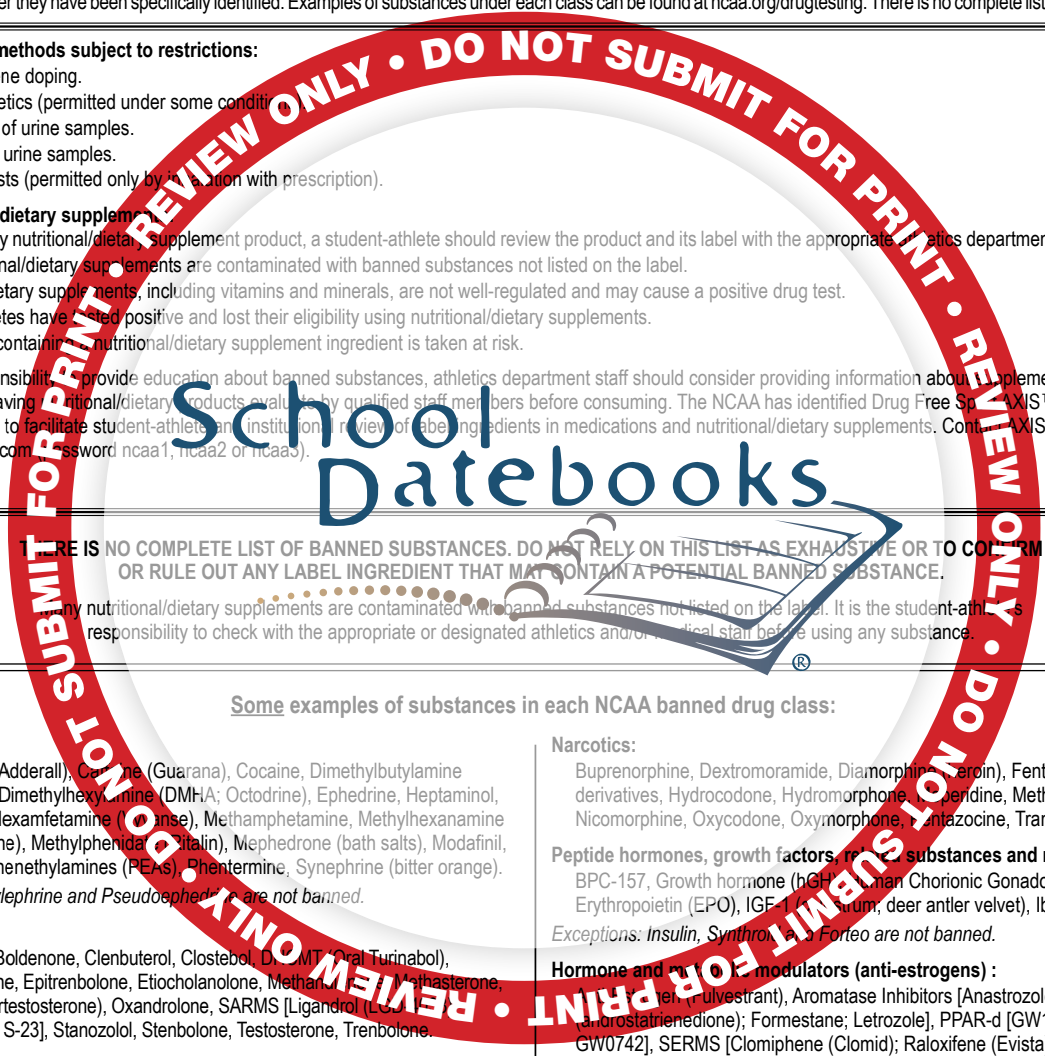 er they have been specifically identified. Examples of substances under each class can be found at ncaa.org/drugtesting. There is no complete list
methods subject to restrictions:
ne doping.
etics (permitted under some condition
of urine samples.
urine samples.
sts (permitted only by inhalation with prescription).
dietary supplements
y nutritional/dietary supplement product, a student-athlete should review the product and its label with the appropriate athletics departmen
nal/dietary supplements are contaminated with banned substances not listed on the label.
etary supplements, including vitamins and minerals, are not well-regulated and may cause a positive drug test.
etes have tested positive and lost their eligibility using nutritional/dietary supplements.
containing a nutritional/dietary supplement ingredient is taken at risk.
nsibility to provide education about banned substances, athletics department staff should consider providing information about suppleme
aving nutritional/dietary products evaluated by qualified staff members before consuming. The NCAA has identified Drug Free Sport AXIS™
to facilitate student-athlete and institutional review of label ingredients in medications and nutritional/dietary supplements. Contact AXIS
com (password ncaa1, ncaa2 or ncaa3).
School
Datebooks
®
THERE IS NO COMPLETE LIST OF BANNED SUBSTANCES. DO NOT RELY ON THIS LIST AS EXHAUSTIVE OR TO CONFIRM
OR RULE OUT ANY LABEL INGREDIENT THAT MAY CONTAIN A POTENTIAL BANNED SUBSTANCE.
Many nutritional/dietary supplements are contaminated with banned substances not listed on the label. It is the student-athlete's
responsibility to check with the appropriate or designated athletics and/or medical staff before using any substance.
Some examples of substances in each NCAA banned drug class:
Adderall), Caffeine (Guarana), Cocaine, Dimethylbutylamine
Dimethylhexylamine (DMHA; Octodrine), Ephedrine, Heptaminol,
dexamfetamine (Vyvanse), Methamphetamine, Methylhexanamine
ne), Methylphenidate (Ritalin), Mephedrone (bath salts), Modafinil,
henethylamines (PEAs), Phentermine, Synephrine (bitter orange).
ylephrine and Pseudoephedrine are not banned.
Boldenone, Clenbuterol, Clostebol, DHCMT (Oral Turinabol),
ne, Epitrenbolone, Etiocholanolone, Methandienone, Methasterone,
rtestosterone), Oxandrolone, SARMS [Ligandrol (LGD-4033
S-23], Stanozolol, Stenbolone, Testosterone, Trenbolone.
Narcotics:
Buprenorphine, Dextromoramide, Diamorphine (heroin), Fent
derivatives, Hydrocodone, Hydromorphone, Meperidine, Meth
Nicomorphine, Oxycodone, Oxymorphone, Pentazocine, Tran
Peptide hormones, growth factors, related substances and m
BPC-157, Growth hormone (hGH), Human Chorionic Gonado
Erythropoietin (EPO), IGF-1 (colostrum; deer antler velvet), Ib
Exceptions: Insulin, Synthroid and Forteo are not banned.
Hormone and metabolic modulators (anti-estrogens) :
Anti-Estrogen (Fulvestrant), Aromatase Inhibitors [Anastrozole
(androstatrienedione); Formestane; Letrozole], PPAR-d [GW1
GW0742], SERMS [Clomiphene (Clomid); Raloxifene (Evista
REVIEW ONLY • DO NOT SUBMIT FOR PRINT • REVIEW ONLY • DO NOT SUBMIT FOR PRINT • REVIEW ONLY • DO NOT SUBMIT FOR PRINT •